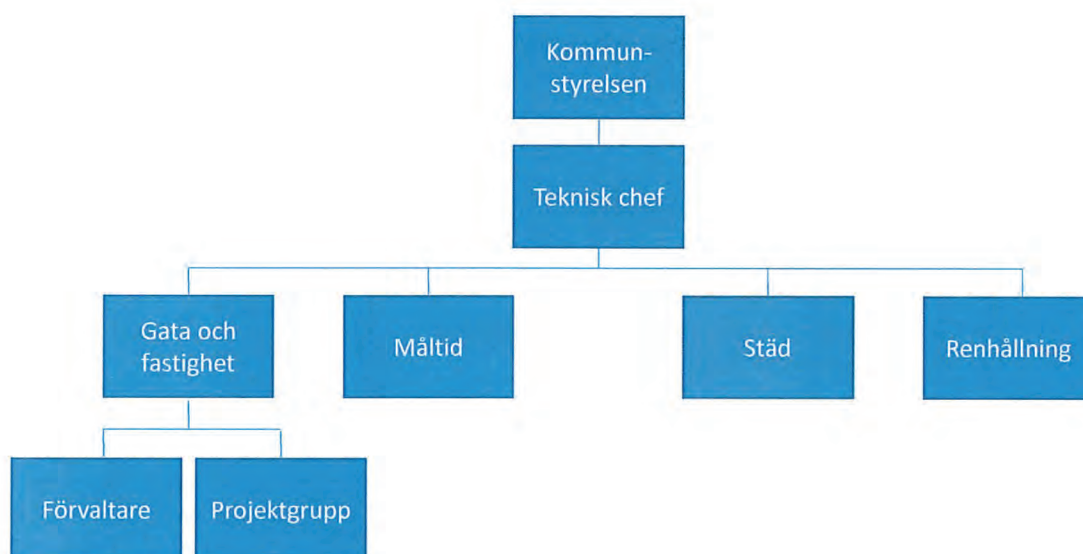 Kommun-
styrelsen
Teknisk chef
Gata och
fastighet
Måltid
Städ
Renhållning
Förvaltare
Projektgrupp